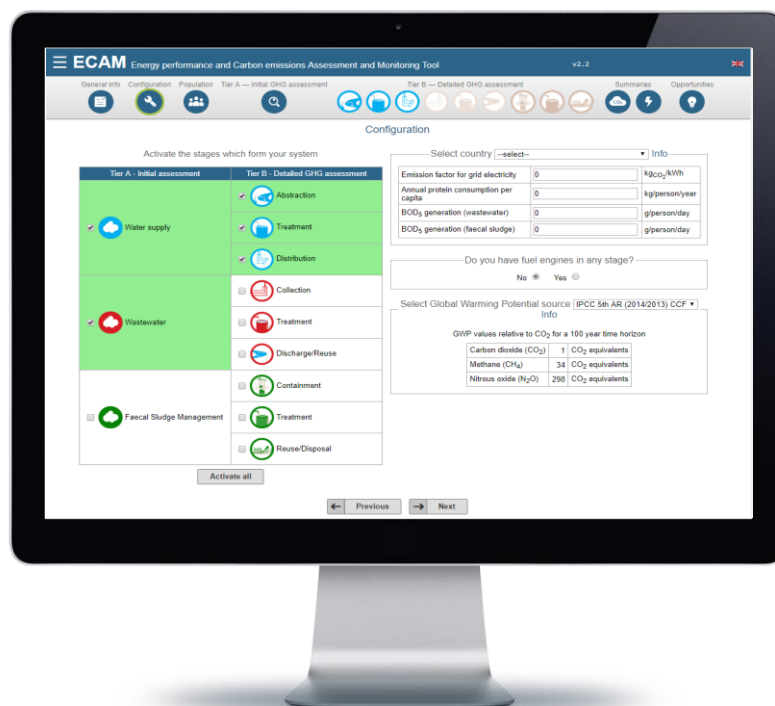 ECAM Energy performance and Carbon emissions Assessment and Monitoring Tool v2.2
General info Configuration Population Tier A — Initial GHG assessment Tier B — Detailed GHG assessment Summaries Opportunities
Configuration
Activate the stages which form your system
Tier A - Initial assessment Tier B - Detailed GHG assessment
Water supply
Abstraction
Treatment
Distribution
Wastewater
Collection
Treatment
Discharge/Reuse
Faecal Sludge Management
Containment
Treatment
Reuse/Disposal
Activate all
Select country --select-- Info
Emission factor for grid electricity 0 kgCO2/kWh
Annual protein consumption per
capita 0 kg/person/year
BOD5 generation (wastewater) 0 g/person/day
BOD5 generation (faecal sludge) 0 g/person/day
Do you have fuel engines in any stage?
No Yes
Select Global Warming Potential source IPCC 5th AR (2014/2013) CCF
Info
GWP values relative to CO2 for a 100 year time horizon
Carbon dioxide (CO2) 1 CO2 equivalents
Methane (CH4) 34 CO2 equivalents
Nitrous oxide (N2O) 298 CO2 equivalents
Previous Next